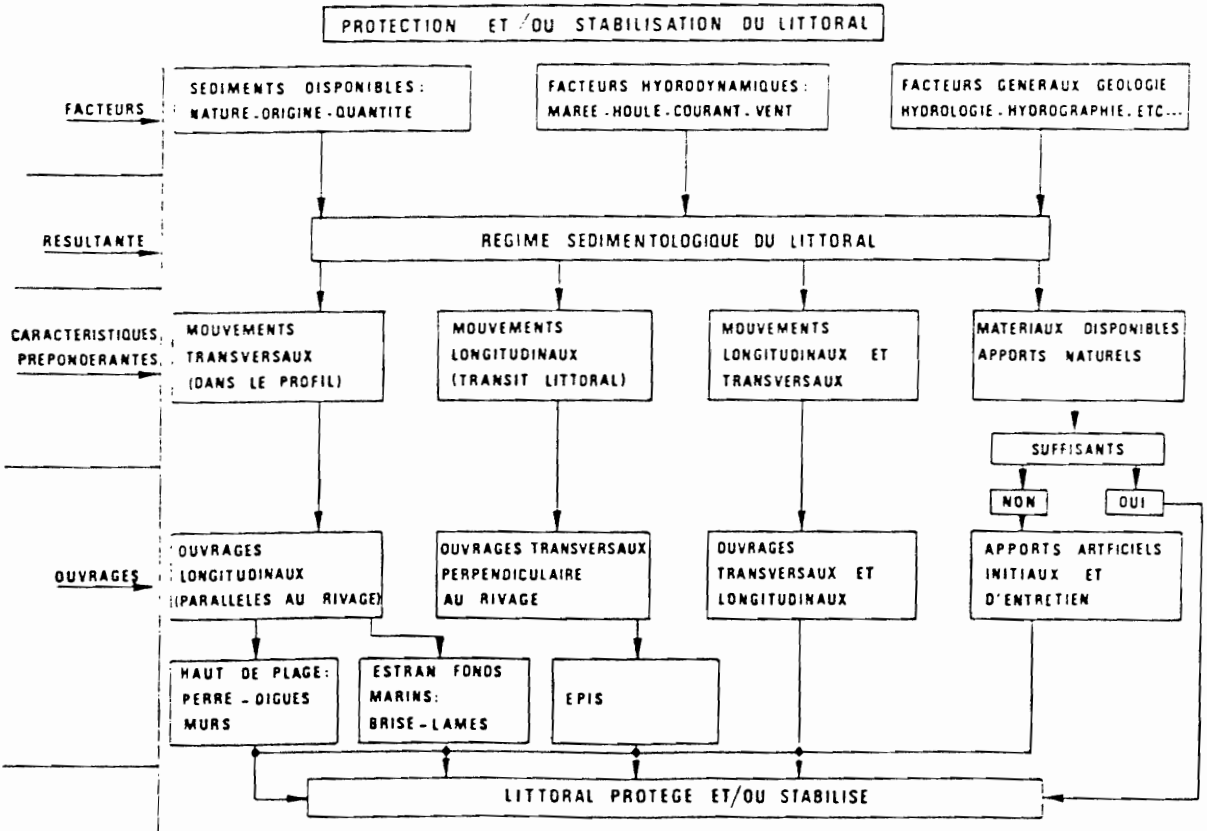 PROTECTION ET/OU STABILISATION DU LITTORAL
FACTEURS
SEDIMENTS DISPONIBLES:
NATURE-ORIGINE-QUANTITE
FACTEURS HYDRODYNAMIQUES:
MAREE-HOULE-COURANT-VENT
FACTEURS GENERAUX GEOLOGIE
HYDROLOGIE-HYDROGRAPHIE.ETC...
RESULTANTE
REGIME SEDIMENTOLOGIQUE DU LITTORAL
CARACTERISTIQUES
PREPONDERANTES
MOUVEMENTS
TRANSVERSAUX
(DANS LE PROFIL)
MOUVEMENTS
LONGITUDINAUX
(TRANSIT LITTORAL)
MOUVEMENTS
LONGITUDINAUX ET
TRANSVERSAUX
MATERIAUX DISPONIBLES
APPORTS NATURELS
SUFFISANTS
NON
OUI
OUVRAGES
OUVRAGES
LONGITUDINAUX
(PARALLELES AU RIVAGE)
OUVRAGES TRANSVERSAUX
PERPENDICULAIRE
AU RIVAGE
OUVRAGES
TRANSVERSAUX ET
LONGITUDINAUX
APPORTS ARTFICIELS
INITIAUX ET
D'ENTRETIEN
HAUT DE PLAGE:
PERRE-DIGUES
MURS
ESTRAN FONDS
MARINS:
BRISE-LAMES
EPIS
LITTORAL PROTEGE ET/OU STABILISE